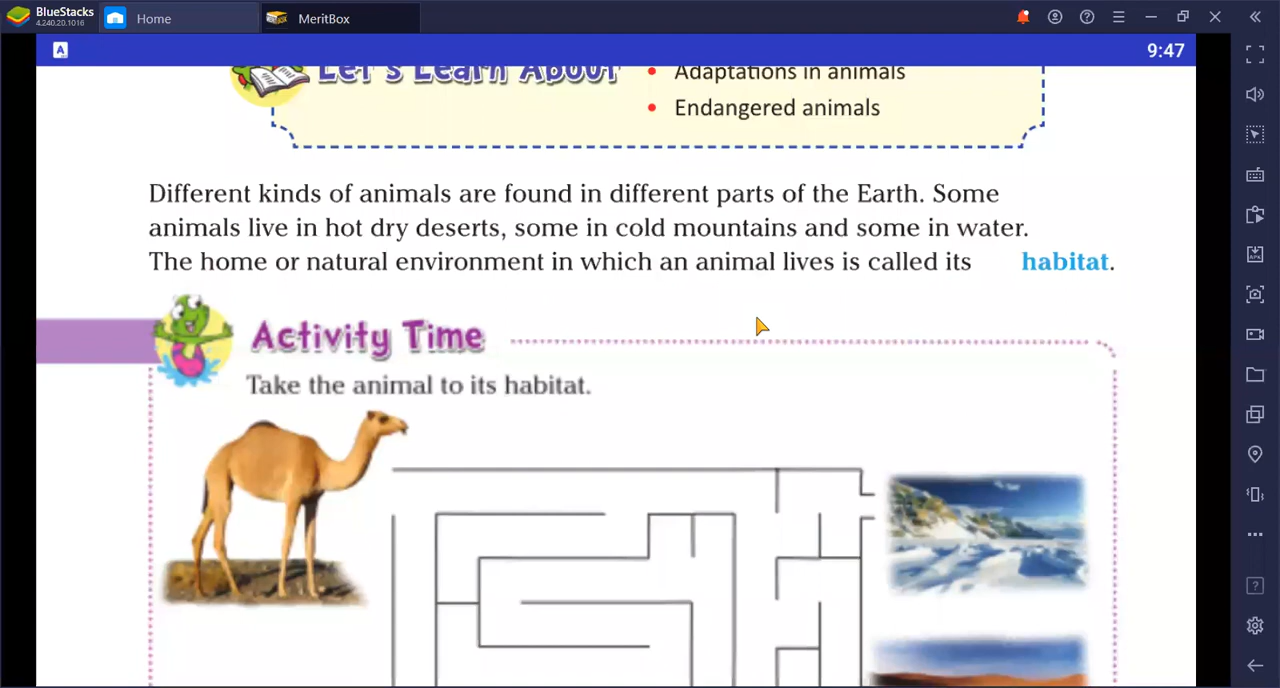 BlueStacks
4.240.20.1016
Home
MeritBox
A
9:47
Let's Learn About
• Adaptations in animals
• Endangered animals
Different kinds of animals are found in different parts of the Earth. Some
animals live in hot dry deserts, some in cold mountains and some in water.
The home or natural environment in which an animal lives is called its habitat.
Activity Time
Take the animal to its habitat.